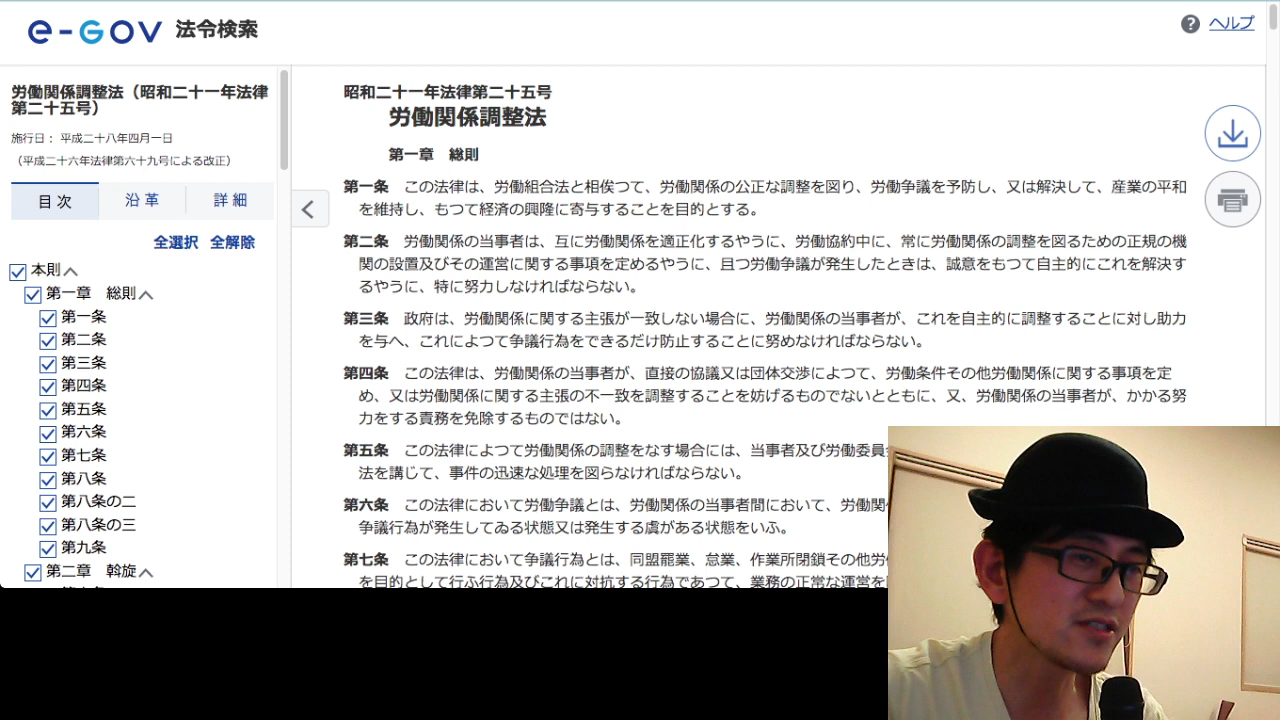 e-GOV 法令検索
ヘルプ
労働関係調整法（昭和二十一年法律
第二十五号）
施行日： 平成二十八年四月一日
（平成二十六年法律第六十九号による改正）
目次 沿革 詳細
全選択 全解除
本則
第一章 総則
第一条
第二条
第三条
第四条
第五条
第六条
第七条
第八条
第八条の二
第八条の三
第九条
第二章 斡旋
昭和二十一年法律第二十五号
労働関係調整法
第一章 総則
第一条 この法律は、労働組合法と相俟つて、労働関係の公正な調整を図り、労働争議を予防し、又は解決して、産業の平和
を維持し、もつて経済の興隆に寄与することを目的とする。
第二条 労働関係の当事者は、互に労働関係を適正化するやうに、労働協約中に、常に労働関係の調整を図るための正規の機
関の設置及びその運営に関する事項を定めるやうに、且つ労働争議が発生したときは、誠意をもつて自主的にこれを解決す
るやうに、特に努力しなければならない。
第三条 政府は、労働関係に関する主張が一致しない場合に、労働関係の当事者が、これを自主的に調整することに対し助力
を与へ、これによつて争議行為をできるだけ防止することに努めなければならない。
第四条 この法律は、労働関係の当事者が、直接の協議又は団体交渉によつて、労働条件その他労働関係に関する事項を定
め、又は労働関係に関する主張の不一致を調整することを妨げるものでないとともに、又、労働関係の当事者が、かかる努
力をする責務を免除するものではない。
第五条 この法律によつて労働関係の調整をなす場合には、当事者及び労働委員
法を講じて、事件の迅速な処理を図らなければならない。
第六条 この法律において労働争議とは、労働関係の当事者間において、労働関
争議行為が発生してゐる状態又は発生する虞がある状態をいふ。
第七条 この法律において争議行為とは、同盟罷業、怠業、作業所閉鎖その他労
を目的として行ふ行為及びこれに対抗する行為であつて、業務の正常な運営を